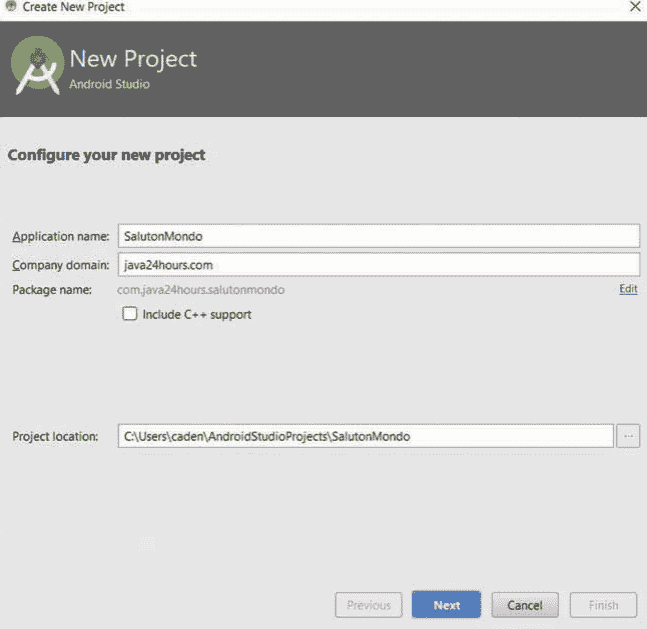 Create New Project
New Project
Android Studio
Configure your new project
Application name: SalutonMondo
Company domain: java24hours.com
Package name: com.java24hours.salutonmondo Edit
Include C++ support
Project location: C:\Users\caden\AndroidStudioProjects\SalutonMondo ...
Previous Next Cancel Finish